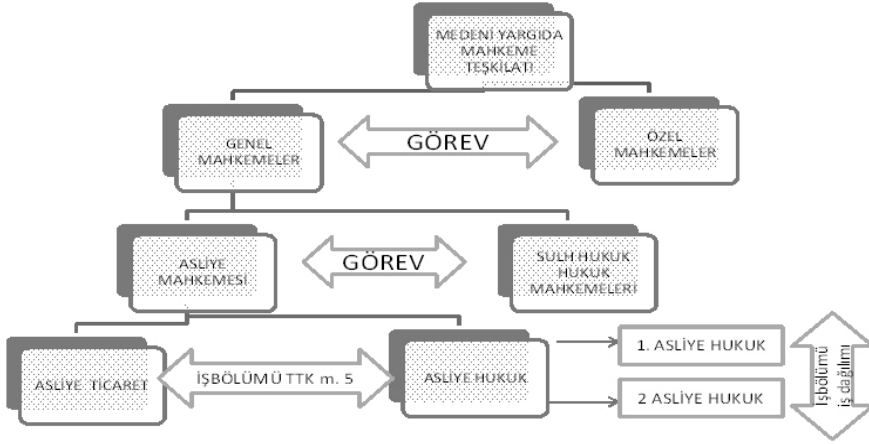 MEDENİ YARGIDA
MAHKEME
TEŞKİLATI
GENEL
MAHKEMELER
GÖREV
ÖZEL
MAHKEMELER
ASLİYE
MAHKEMESİ
GÖREV
SULH HUKUK
HUKUK
MAHKEMELERİ
ASLİYE TİCARET
İŞBÖLÜMÜ TTK m. 5
ASLİYE HUKUK
1. ASLİYE HUKUK
2 ASLİYE HUKUK
İşbölümü
iş dağılımı